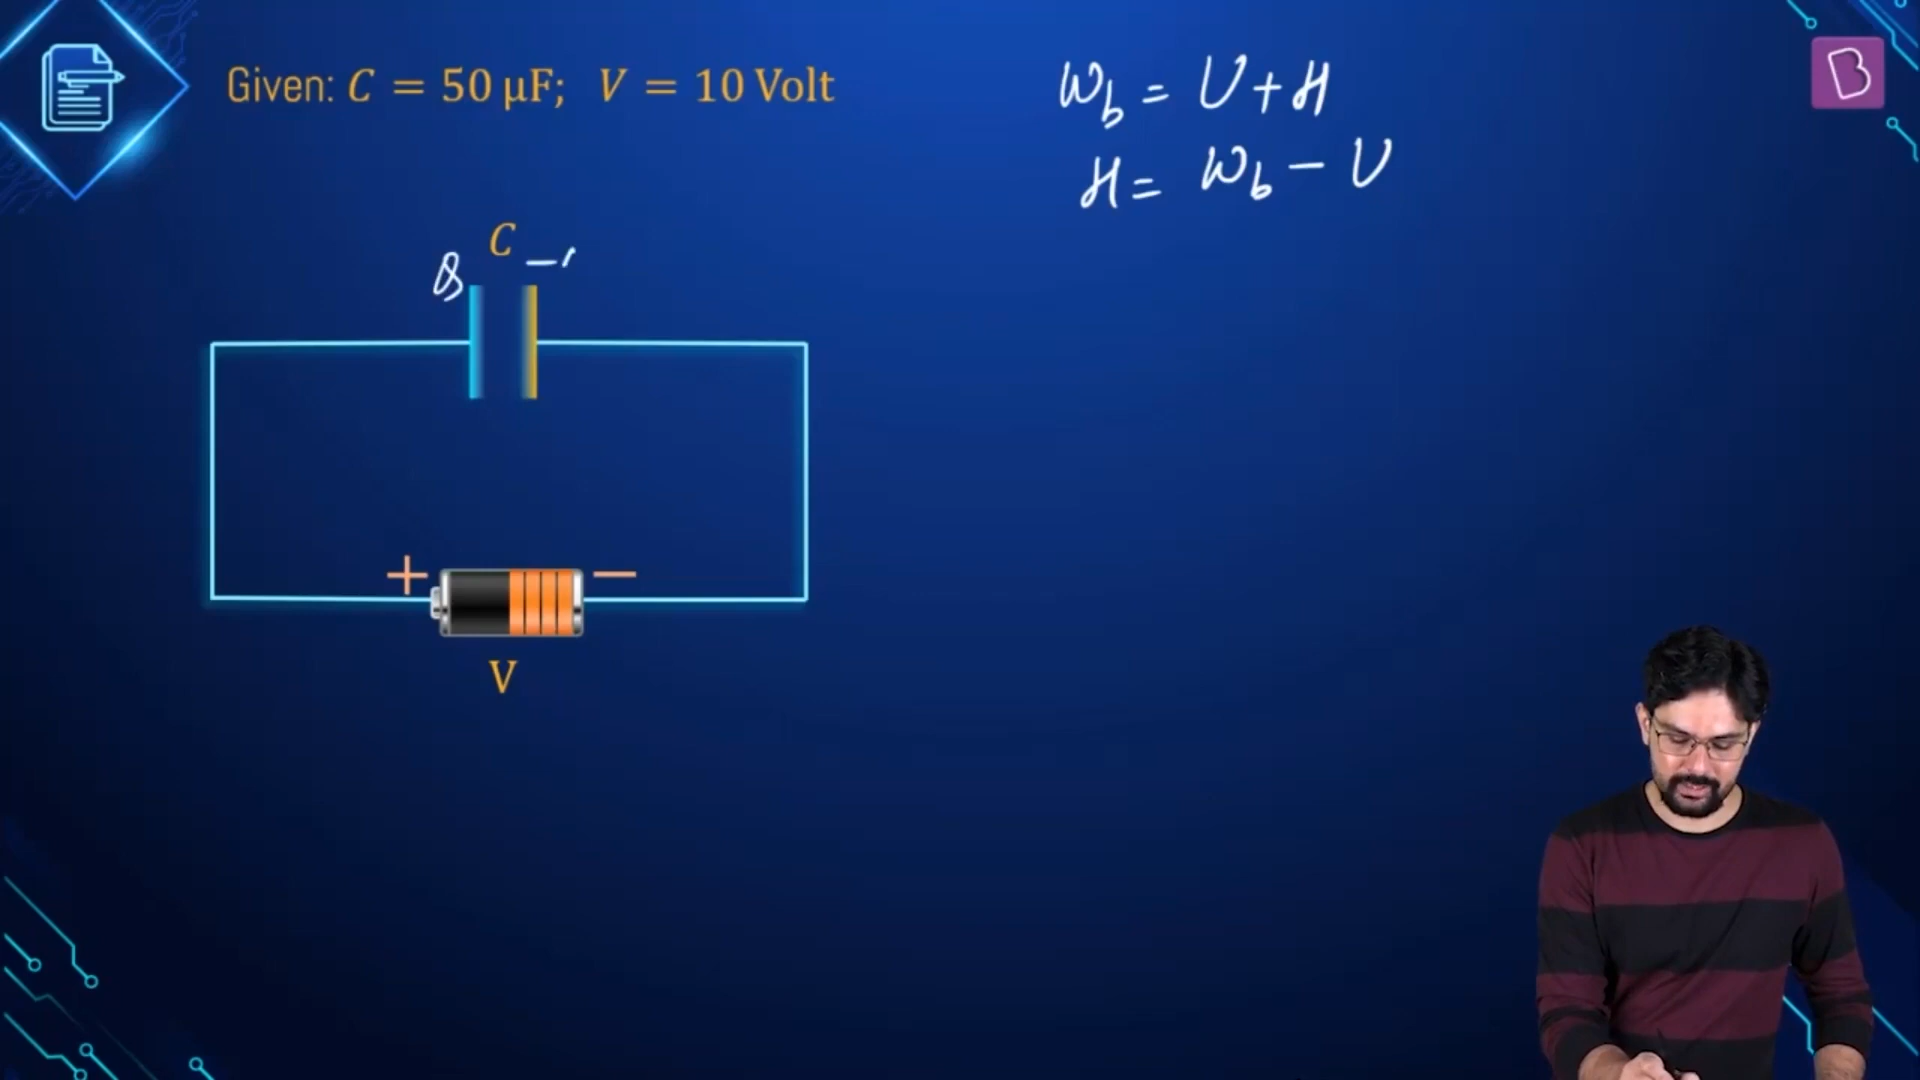 Given: C = 50 μF; V = 10 Volt
W_b = U + H
H = W_b - U
C
Q
+ -
V
B